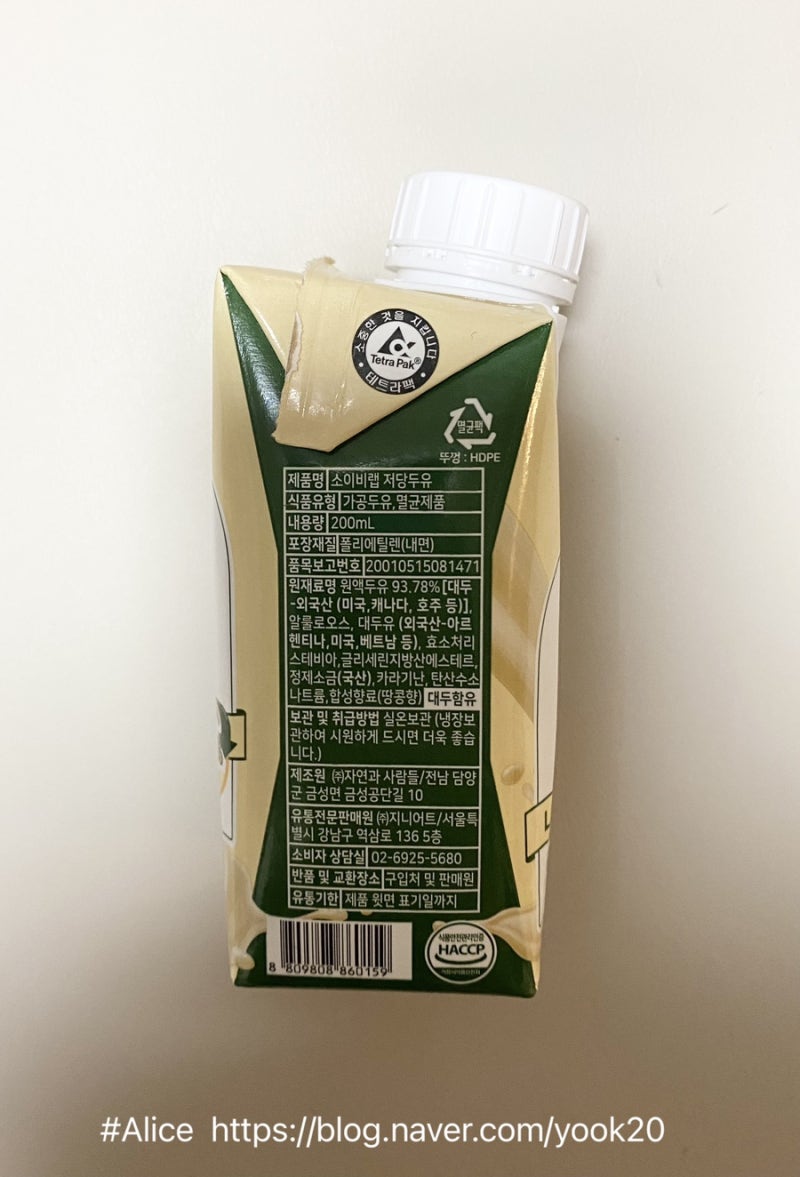 소중한 것을 지킵니다
Tetra Pak®
테트라팩
멸균팩
뚜껑 : HDPE
제품명 소이비랩 저당두유
식품유형 가공두유,멸균제품
내용량 200mL
포장재질 폴리에틸렌(내면)
품목보고번호 20010515081471
원재료명 원액두유 93.78% [대두
-외국산 (미국,캐나다, 호주 등)],
알룰로오스, 대두유 (외국산-아르
헨티나,미국,베트남 등), 효소처리
스테비아,글리세린지방산에스테르,
정제소금(국산), 카라기난, 탄산수소
나트륨,합성향료(땅콩향) 대두함유
보관 및 취급방법 실온보관 (냉장보
관하여 시원하게 드시면 더욱 좋습
니다.)
제조원 ㈜자연과 사람들/전남 담양
군 금성면 금성공단길 10
유통전문판매원 ㈜지니어트/서울특
별시 강남구 역삼로 136 5층
소비자 상담실 02-6925-5680
반품 및 교환장소 구입처 및 판매원
유통기한 제품 윗면 표기일까지
8 809808 860159
식품안전관리인증
HACCP
#Alice https://blog.naver.com/yook20